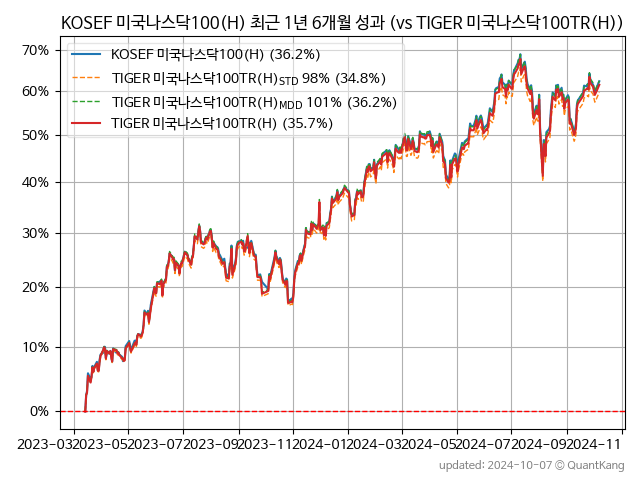 KOSEF 미국나스닥100(H) 최근 1년 6개월 성과 (vs TIGER 미국나스닥100TR(H))
KOSEF 미국나스닥100(H) (36.2%)
TIGER 미국나스닥100TR(H)STD 98% (34.8%)
TIGER 미국나스닥100TR(H)MDD 101% (36.2%)
TIGER 미국나스닥100TR(H) (35.7%)
70%
60%
50%
40%
30%
20%
10%
0%
2023-03 2023-05 2023-07 2023-09 2023-11 2024-01 2024-03 2024-05 2024-07 2024-09 2024-11
updated: 2024-10-07 © QuantKang